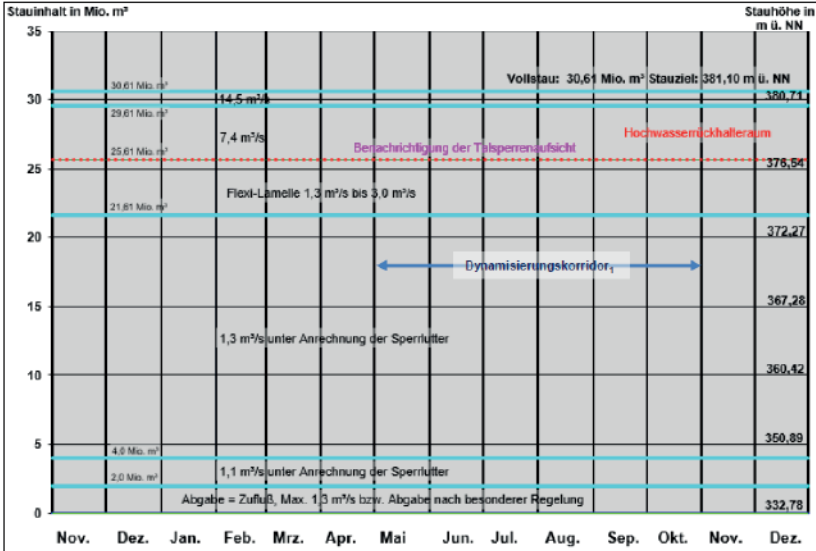 Stauinhalt in Mio. m³
Stauhöhe in
m ü. NN
35
30,61 Mio. m³
Vollstau: 30,61 Mio. m³ Stauziel: 381,10 m ü. NN
30
14,5 m³/s
380,71
29,61 Mio. m³
7,4 m³/s
Hochwasserrückhalteraum
25,61 Mio. m³
Benachrichtigung der Talsperrenaufsicht
25
376,54
Flexi-Lamelle 1,3 m³/s bis 3,0 m³/s
21,61 Mio. m³
20
372,27
Dynamisierungskorridor₁
15
367,28
1,3 m³/s unter Anrechnung der Sperrlutter
10
360,42
5
350,89
4,0 Mio. m³
1,1 m³/s unter Anrechnung der Sperrlutter
2,0 Mio. m³
Abgabe = Zufluß, Max. 1,3 m³/s bzw. Abgabe nach besonderer Regelung
0
332,78
Nov. Dez. Jan. Feb. Mrz. Apr. Mai Jun. Jul. Aug. Sep. Okt. Nov. Dez.